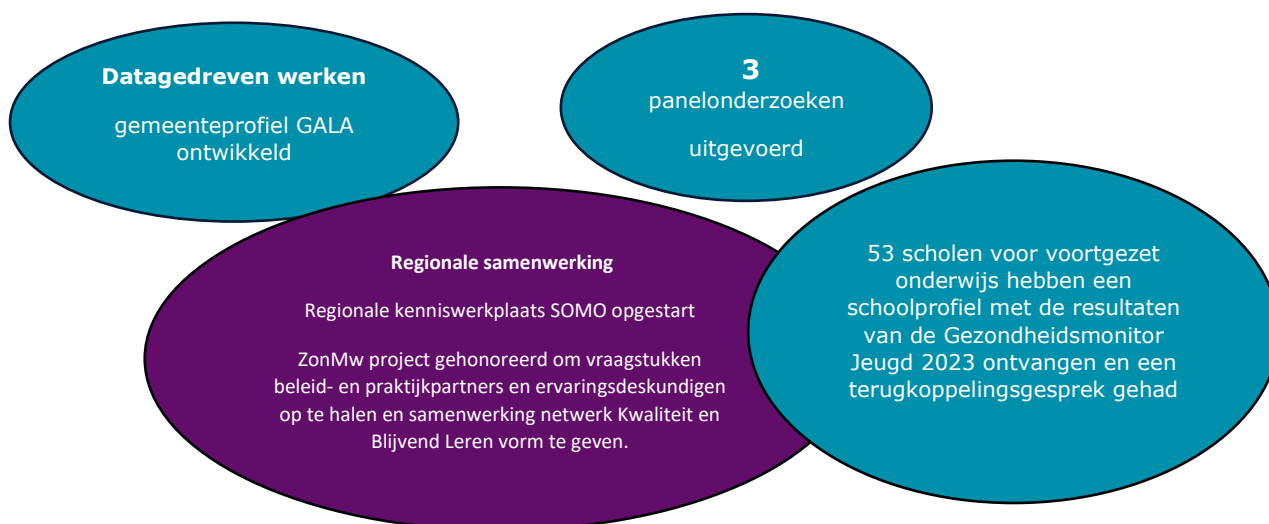 Datagedreven werken
gemeenteprofiel GALA
ontwikkeld
3
panelonderzoeken
uitgevoerd
Regionale samenwerking
Regionale kenniswerkplaats SOMO opgestart
ZonMw project gehonoreerd om vraagstukken
beleid- en praktijkpartners en ervaringsdeskundigen
op te halen en samenwerking netwerk Kwaliteit en
Blijvend Leren vorm te geven.
53 scholen voor voortgezet
onderwijs hebben een
schoolprofiel met de resultaten
van de Gezondheidsmonitor
Jeugd 2023 ontvangen en een
terugkoppelingsgesprek gehad